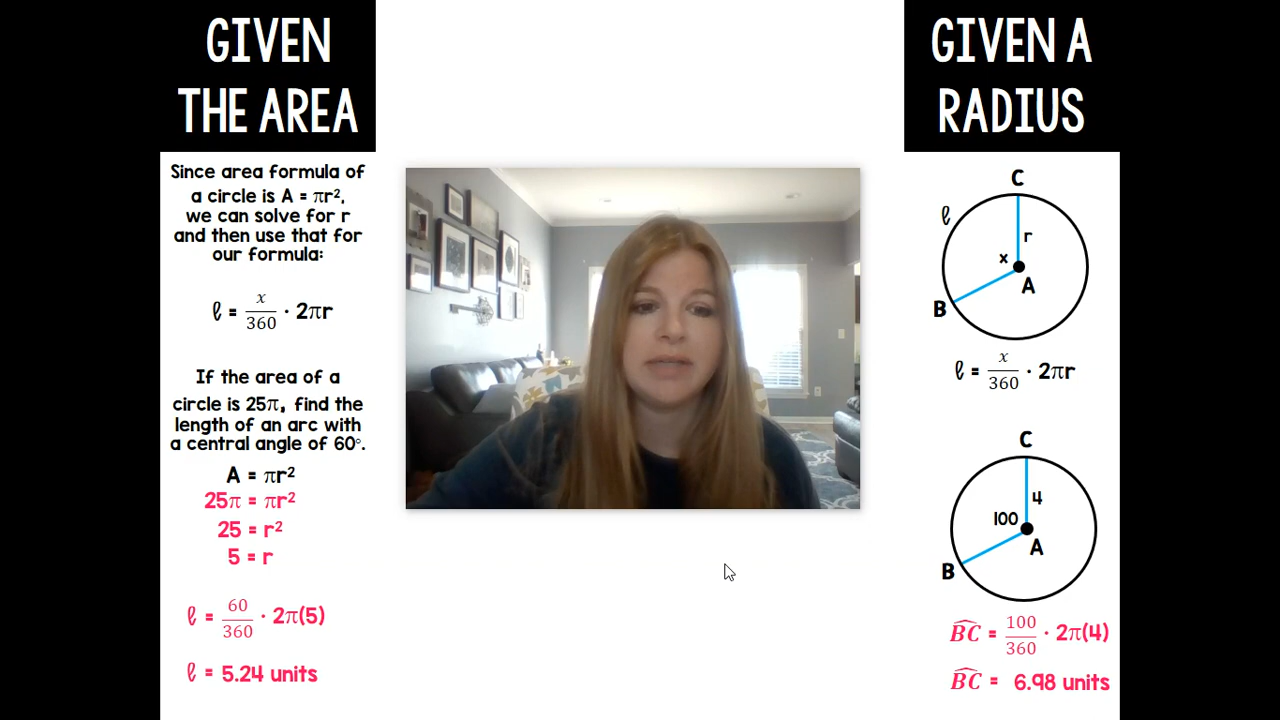 GIVEN
THE AREA
Since area formula of
a circle is A = πr²,
we can solve for r
and then use that for
our formula:
ℓ = x/360 · 2πr
If the area of a
circle is 25π, find the
length of an arc with
a central angle of 60°.
A = πr²
25π = πr²
25 = r²
5 = r
ℓ = 60/360 · 2π(5)
ℓ = 5.24 units
GIVEN A
RADIUS
C
ℓ
r
x
A
B
ℓ = x/360 · 2πr
C
4
100
A
B
B͡C = 100/360 · 2π(4)
B͡C = 6.98 units